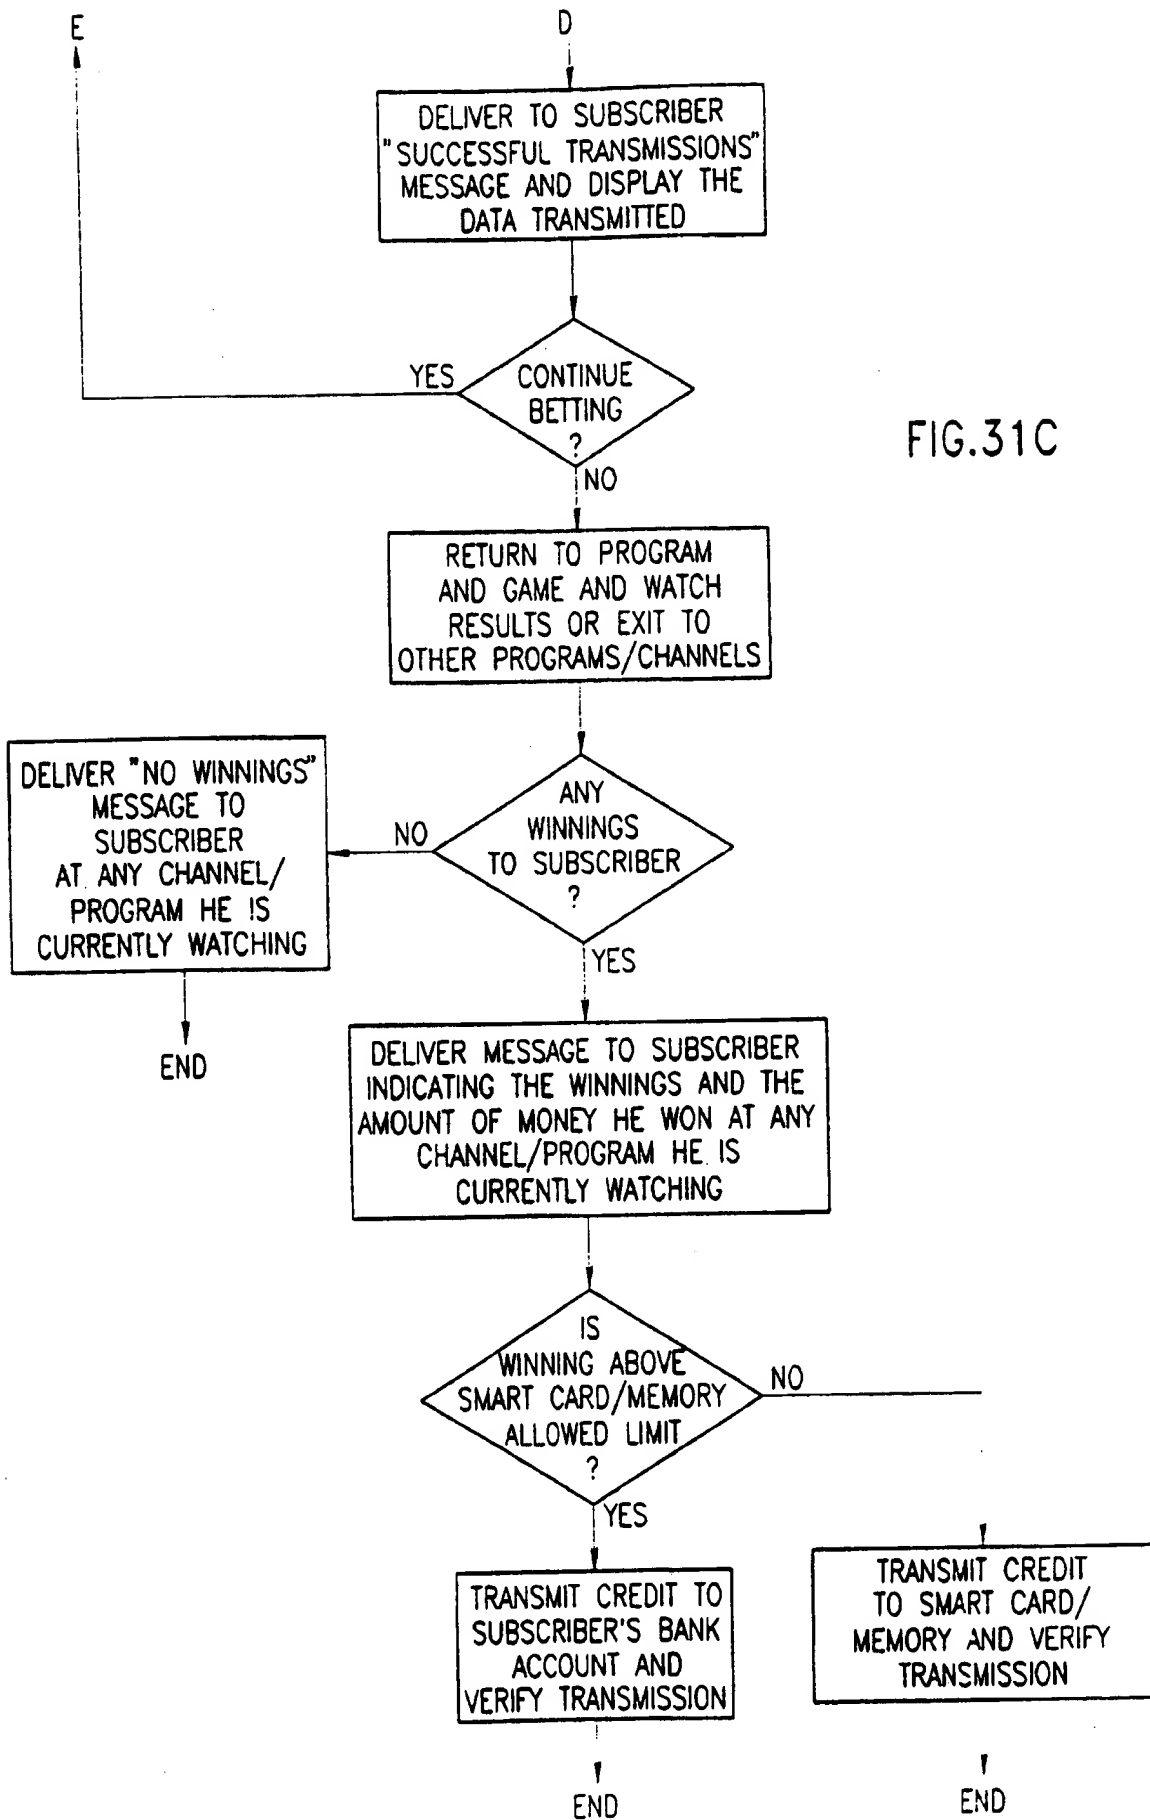 E
D
DELIVER TO SUBSCRIBER
"SUCCESSFUL TRANSMISSIONS"
MESSAGE AND DISPLAY THE
DATA TRANSMITTED
YES
CONTINUE
BETTING
?
NO
FIG.31C
RETURN TO PROGRAM
AND GAME AND WATCH
RESULTS OR EXIT TO
OTHER PROGRAMS/CHANNELS
DELIVER "NO WINNINGS"
MESSAGE TO
SUBSCRIBER
AT ANY CHANNEL/
PROGRAM HE IS
CURRENTLY WATCHING
NO
ANY
WINNINGS
TO SUBSCRIBER
?
YES
END
DELIVER MESSAGE TO SUBSCRIBER
INDICATING THE WINNINGS AND THE
AMOUNT OF MONEY HE WON AT ANY
CHANNEL/PROGRAM HE IS
CURRENTLY WATCHING
IS
WINNING ABOVE
SMART CARD/MEMORY
ALLOWED LIMIT
?
NO
YES
TRANSMIT CREDIT TO
SUBSCRIBER'S BANK
ACCOUNT AND
VERIFY TRANSMISSION
TRANSMIT CREDIT
TO SMART CARD/
MEMORY AND VERIFY
TRANSMISSION
END
END